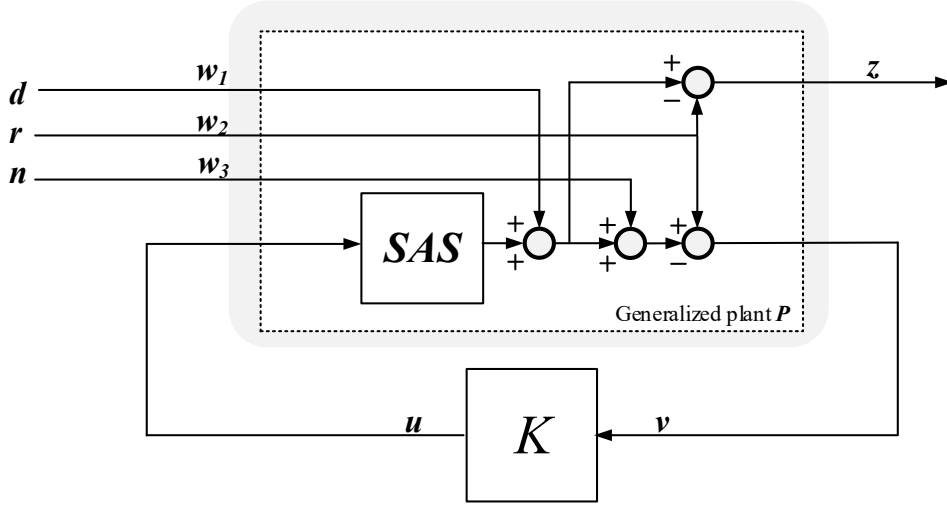 d w1 + z
r w2 −
n w3
SAS + + + + + −
Generalized plant P
u K v